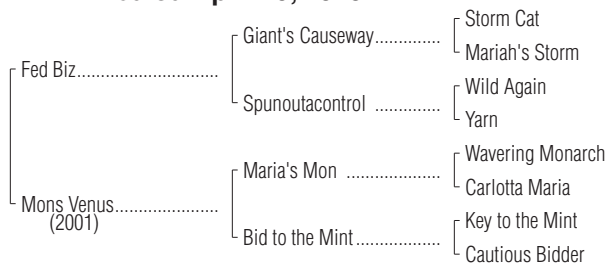 Giant's Causeway
Storm Cat
Mariah's Storm
Fed Biz
Spunoutacontrol
Wild Again
Yarn
Maria's Mon
Wavering Monarch
Carlotta Maria
Mons Venus
(2001)
Bid to the Mint
Key to the Mint
Cautious Bidder